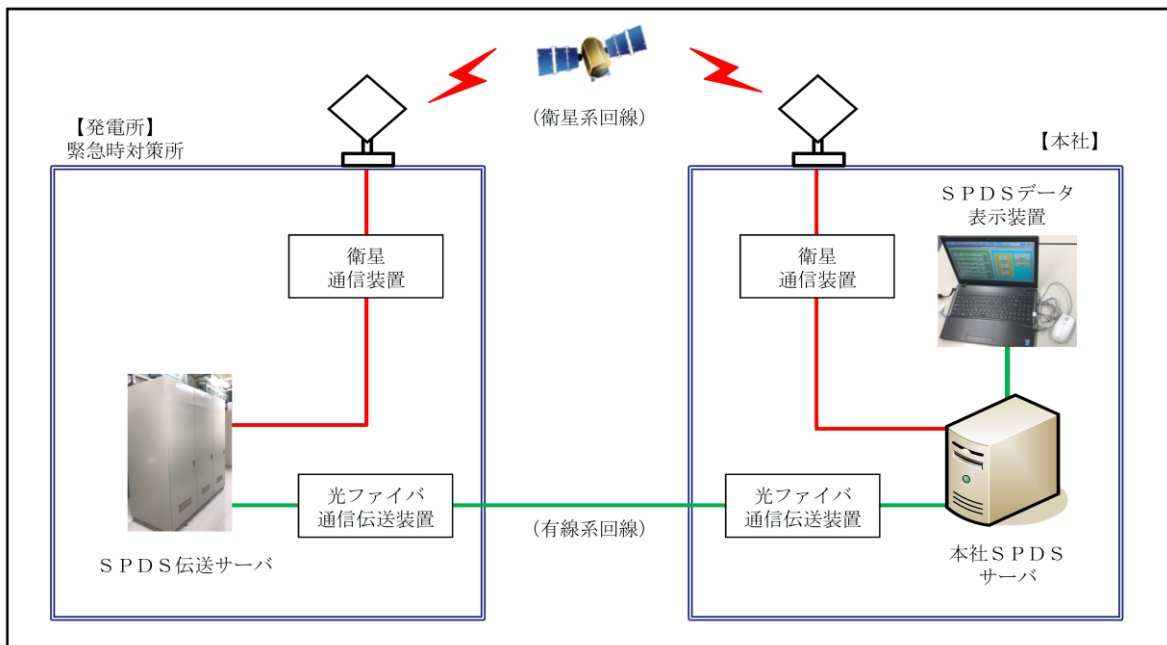 (衛星系回線)
【発電所】
緊急時対策所
【本社】
SPDSデータ
表示装置
衛星
通信装置
衛星
通信装置
光ファイバ
通信伝送装置
(有線系回線)
光ファイバ
通信伝送装置
SPDS伝送サーバ
本社SPDS
サーバ